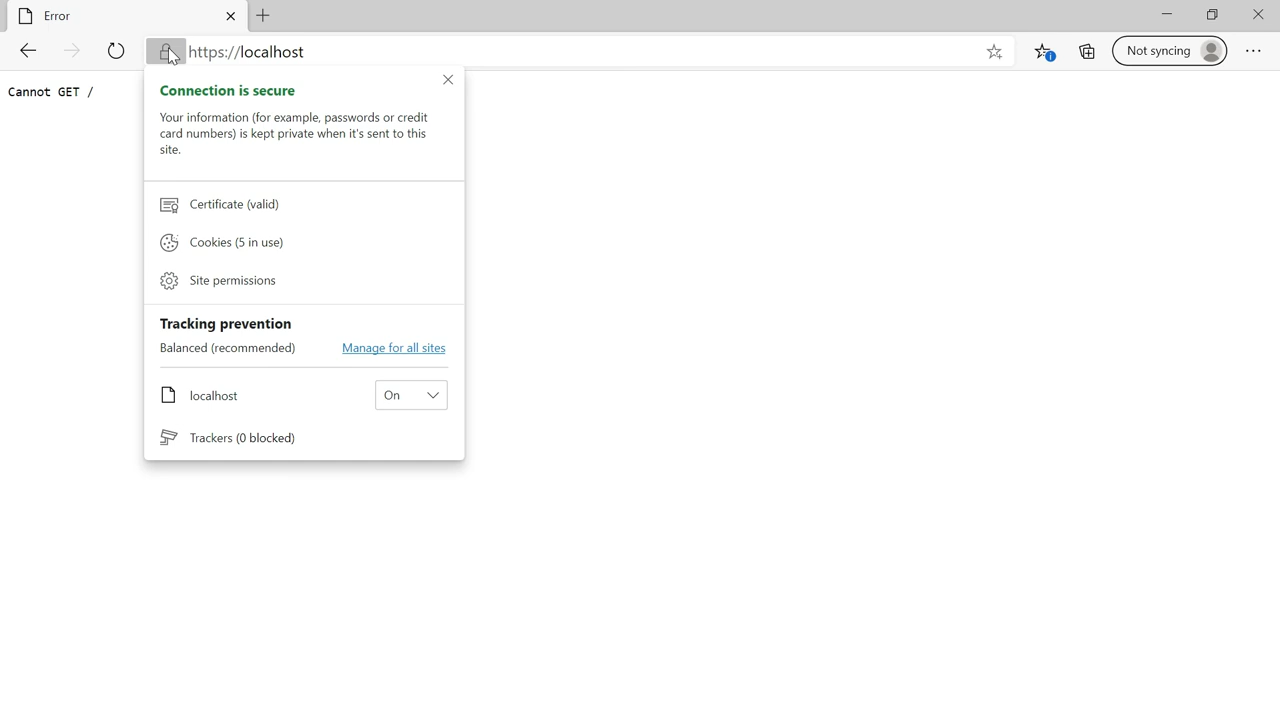 Error
https://localhost
Not syncing
Cannot GET /
Connection is secure
Your information (for example, passwords or credit
card numbers) is kept private when it's sent to this
site.
Certificate (valid)
Cookies (5 in use)
Site permissions
Tracking prevention
Balanced (recommended) Manage for all sites
localhost On
Trackers (0 blocked)